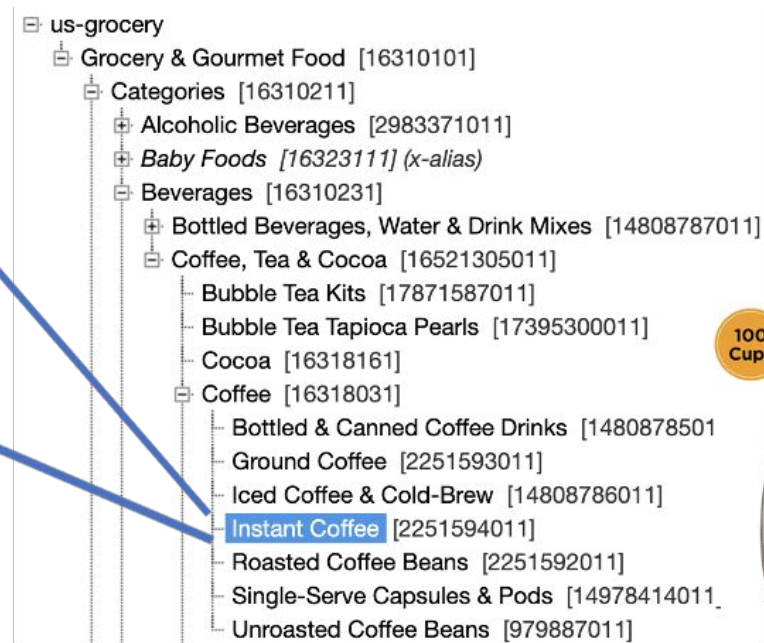 us-grocery
Grocery & Gourmet Food [16310101]
Categories [16310211]
Alcoholic Beverages [2983371011]
Baby Foods [16323111] (x-alias)
Beverages [16310231]
Bottled Beverages, Water & Drink Mixes [14808787011]
Coffee, Tea & Cocoa [16521305011]
Bubble Tea Kits [17871587011]
Bubble Tea Tapioca Pearls [17395300011]
Cocoa [16318161]
100
Cup
Coffee [16318031]
Bottled & Canned Coffee Drinks [1480878501
Ground Coffee [2251593011]
Iced Coffee & Cold-Brew [14808786011]
Instant Coffee [2251594011]
Roasted Coffee Beans [2251592011]
Single-Serve Capsules & Pods [14978414011
Unroasted Coffee Beans [979887011]